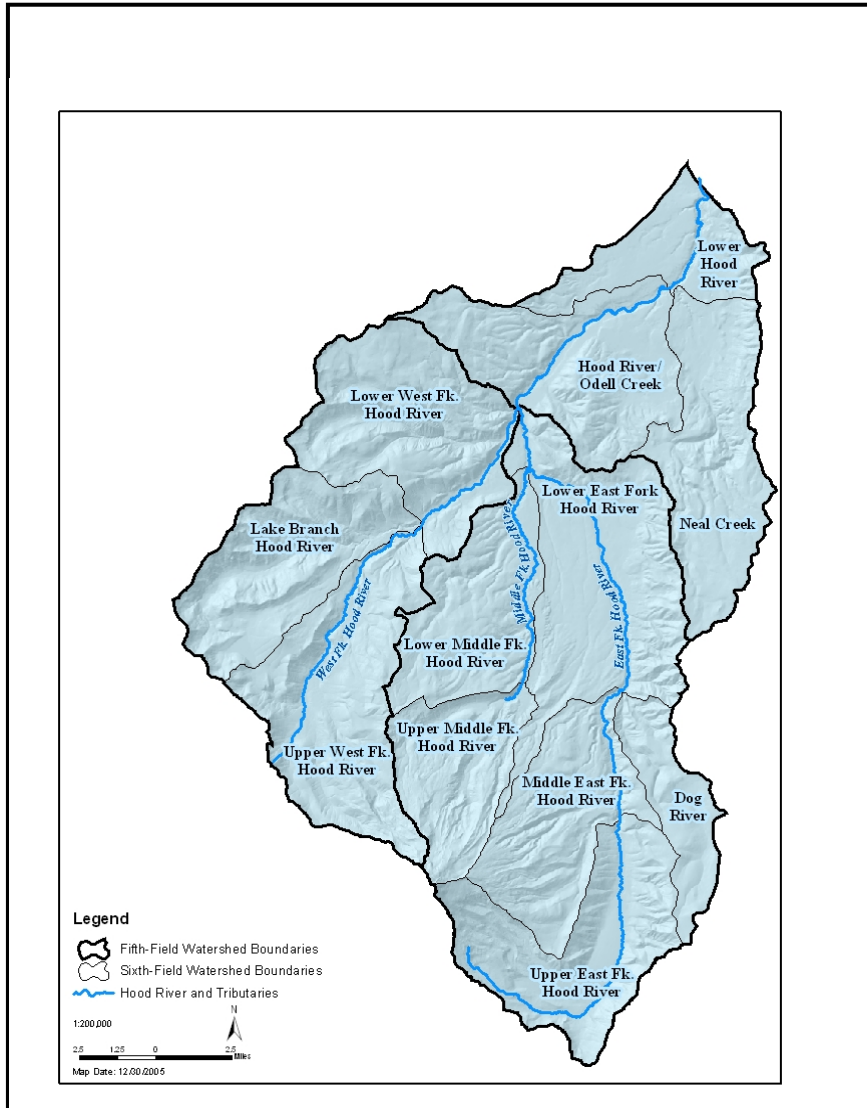 Lower
Hood
River
Hood River/
Odell Creek
Lower West Fk.
Hood River
Lower East Fork
Hood River
Neal Creek
Lake Branch
Hood River
Middle Fk. Hood River
East Fk. Hood River
West Fk. Hood River
Lower Middle Fk.
Hood River
Upper Middle Fk.
Hood River
Upper West Fk.
Hood River
Middle East Fk.
Hood River
Dog
River
Upper East Fk.
Hood River
Legend
Fifth-Field Watershed Boundaries
Sixth-Field Watershed Boundaries
Hood River and Tributaries
N
1:200,000
2.5 1.25 0 2.5
Miles
Map Date: 12/30/2005